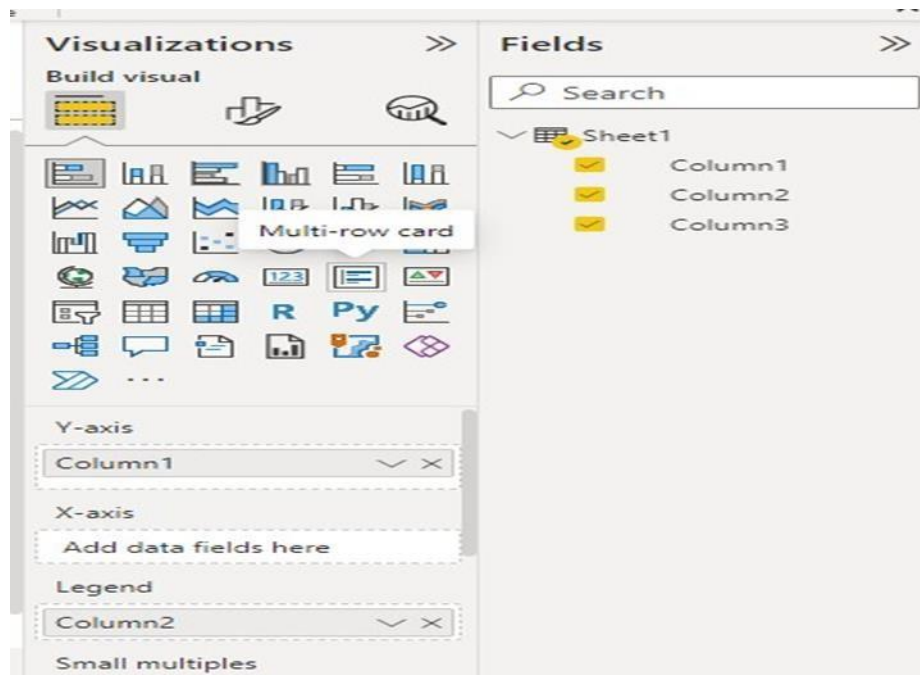 Visualizations
Build visual
Multi-row card
123
R
Py
...
Y-axis
Column1
X-axis
Add data fields here
Legend
Column2
Small multiples
Fields
Search
Sheet1
Column1
Column2
Column3